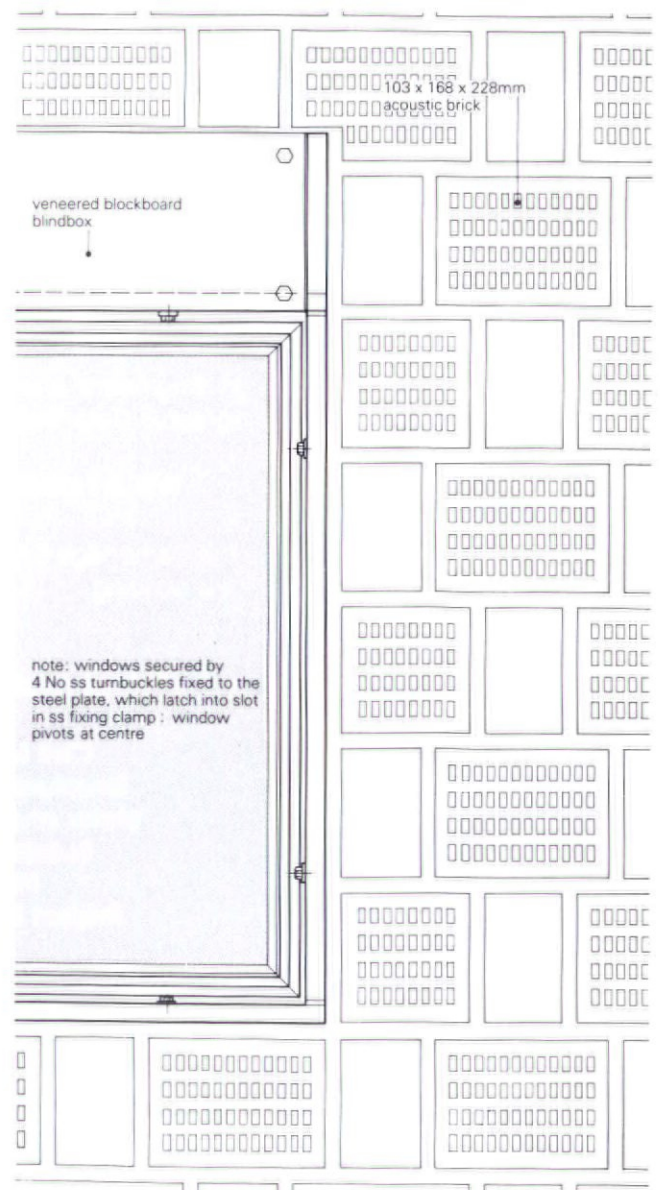 103 x 168 x 228mm
acoustic brick
veneered blockboard
blindbox
note: windows secured by
4 No ss turnbuckles fixed to the
steel plate, which latch into slot
in ss fixing clamp : window
pivots at centre